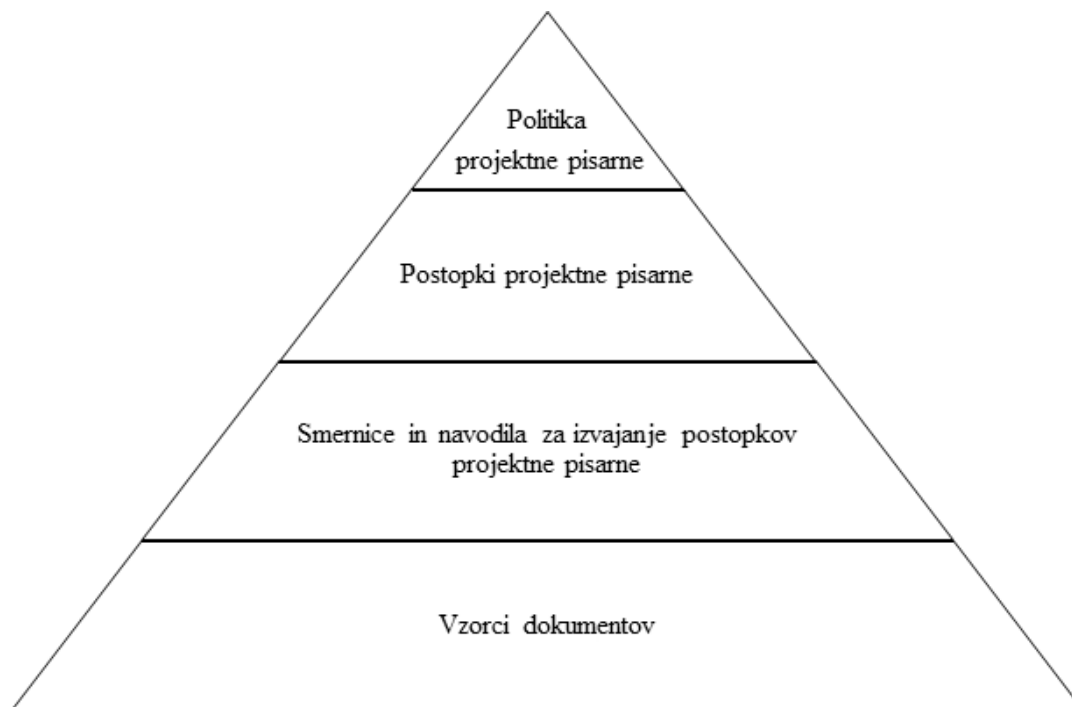 Politika
projektne pisarne
Postopki projektne pisarne
Smernice in navodila za izvajanje postopkov
projektne pisarne
Vzorci dokumentov